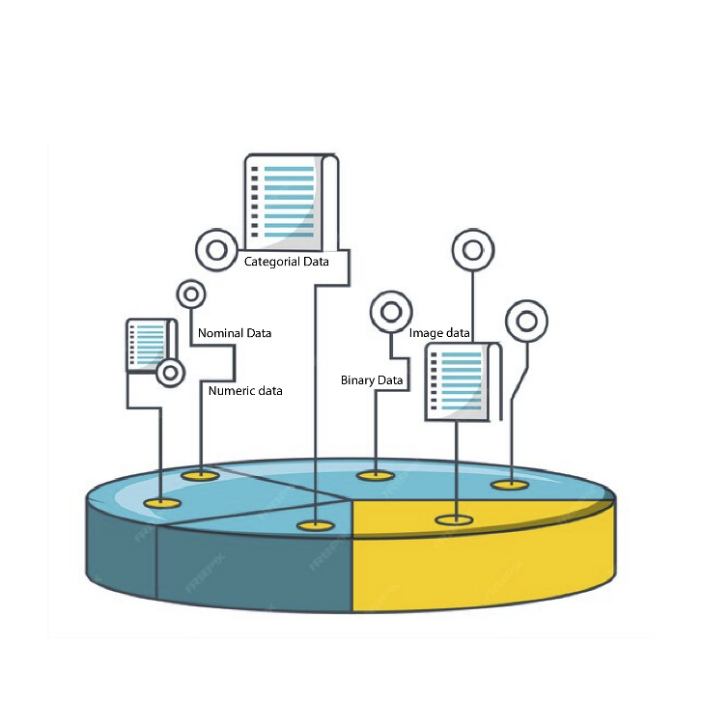 Categorial Data
Nominal Data
Image data
Binary Data
Numeric data